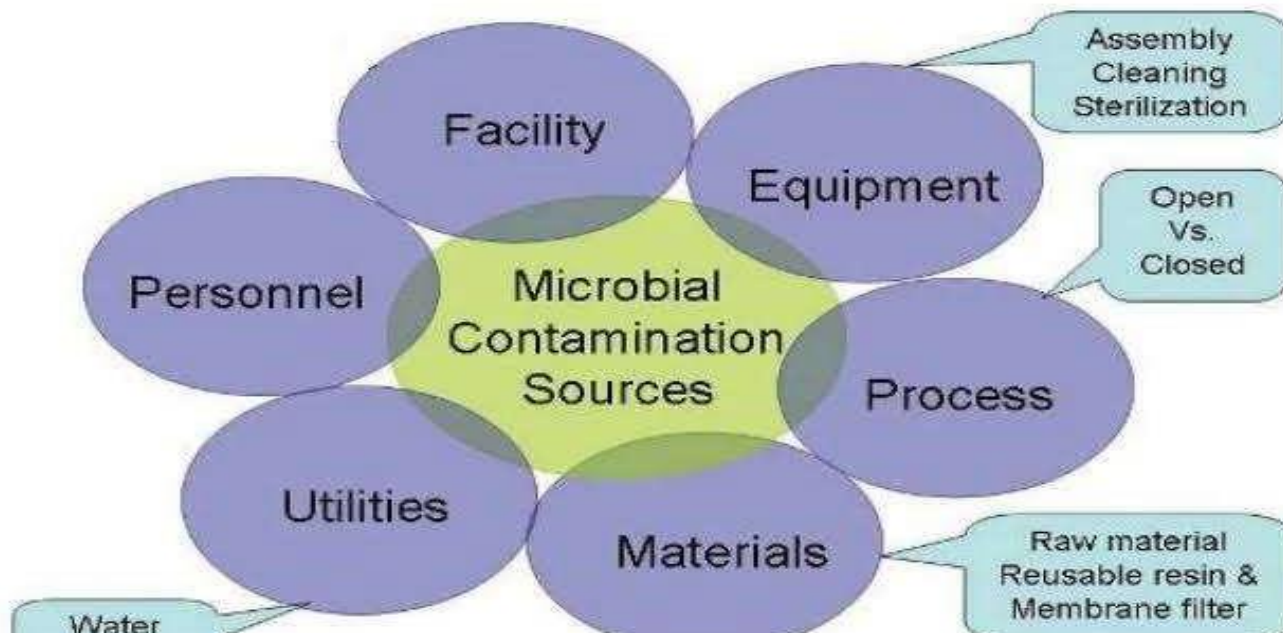 Assembly
Cleaning
Sterilization
Facility
Equipment
Open
Vs.
Closed
Personnel
Microbial
Contamination
Sources
Process
Utilities
Materials
Raw material
Reusable resin &
Membrane filter
Water